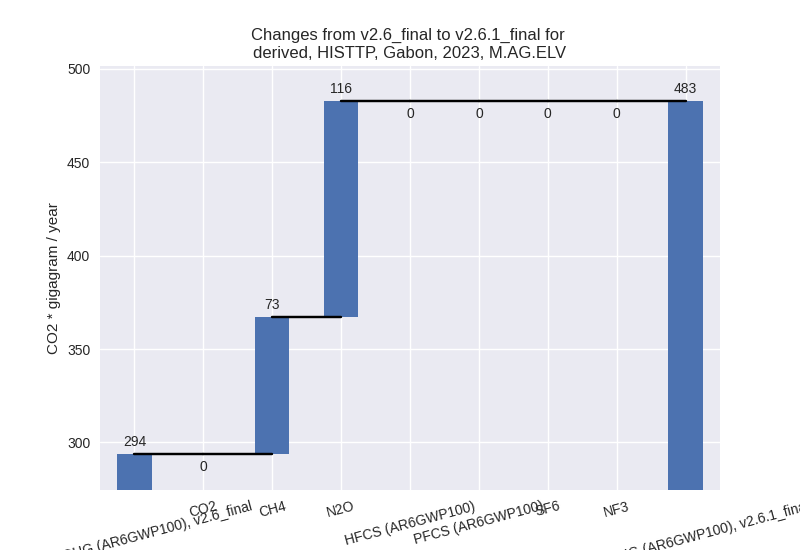 Changes from v2.6_final to v2.6.1_final for
derived, HISTTP, Gabon, 2023, M.AG.ELV
CO2 * gigagram / year
500
450
400
350
300
294
0
73
116
0
0
0
0
483
(AR6GWP100), v2.6_final
CO2
CH4
N2O
HFCS (AR6GWP100)
PFCS (AR6GWP100)
SF6
NF3
(AR6GWP100), v2.6.1_final